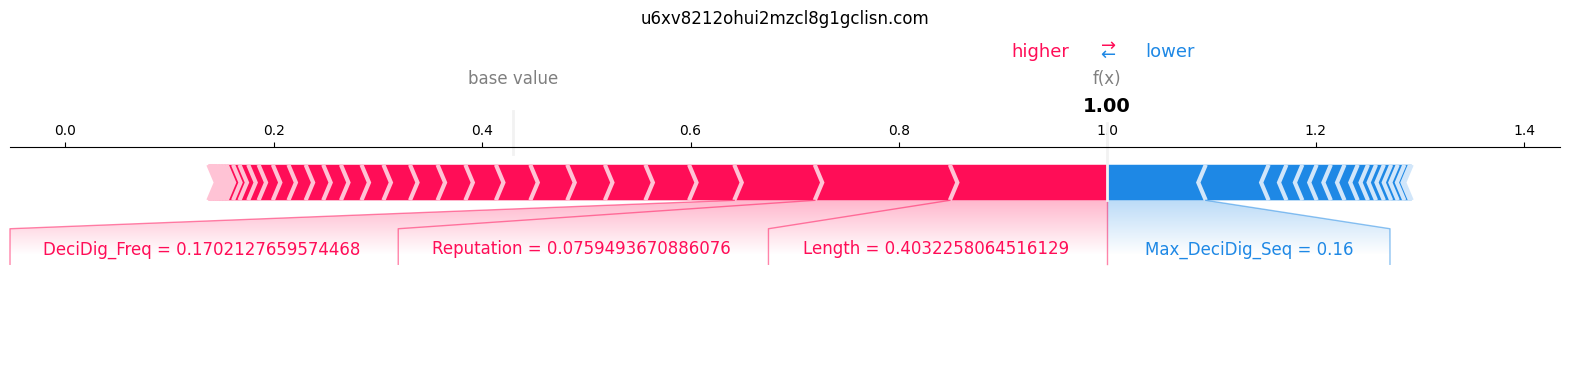 u6xv8212ohui2mzcl8g1gclisn.com
higher → ← lower
base value f(x)
1.00
0.0 0.2 0.4 0.6 0.8 1.0 1.2 1.4
DeciDig_Freq = 0.1702127659574468 Reputation = 0.0759493670886076 Length = 0.4032258064516129 Max_DeciDig_Seq = 0.16